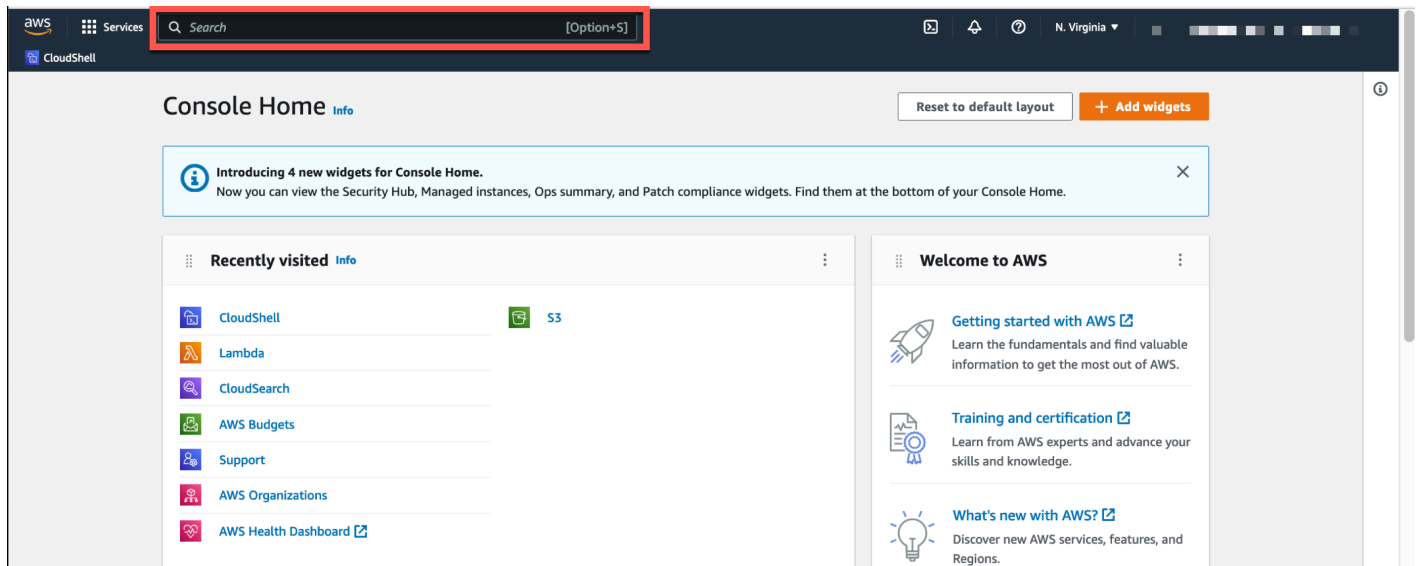 aws Services Search [Option+S] N. Virginia
CloudShell
Console Home Info
Reset to default layout
Add widgets
Introducing 4 new widgets for Console Home.
Now you can view the Security Hub, Managed instances, Ops summary, and Patch compliance widgets. Find them at the bottom of your Console Home.
Recently visited Info
CloudShell
Lambda
CloudSearch
AWS Budgets
Support
AWS Organizations
AWS Health Dashboard
S3
Welcome to AWS
Getting started with AWS
Learn the fundamentals and find valuable
information to get the most out of AWS.
Training and certification
Learn from AWS experts and advance your
skills and knowledge.
What's new with AWS?
Discover new AWS services, features, and
Regions.